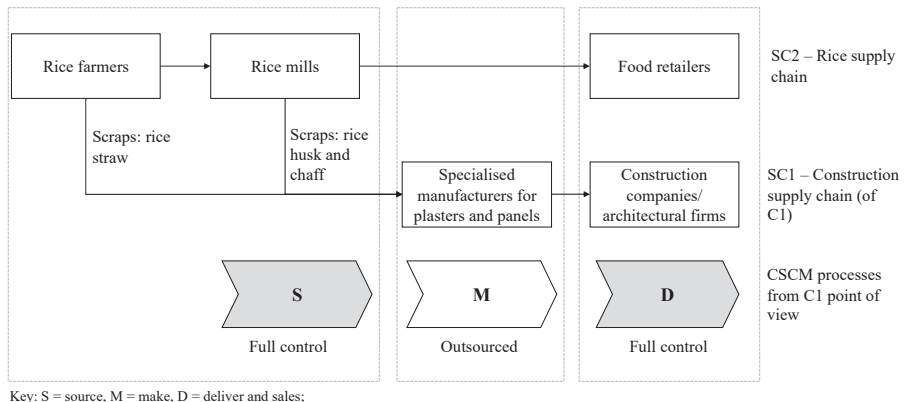 Rice farmers
Rice mills
Food retailers
SC2 – Rice supply
chain
Scraps: rice
straw
Scraps: rice
husk and
chaff
Specialised
manufacturers for
plasters and panels
Construction
companies/
architectural firms
SC1 – Construction
supply chain (of
C1)
S
M
D
CSCM processes
from C1 point of
view
Full control
Outsourced
Full control
Key: S = source, M = make, D = deliver and sales;